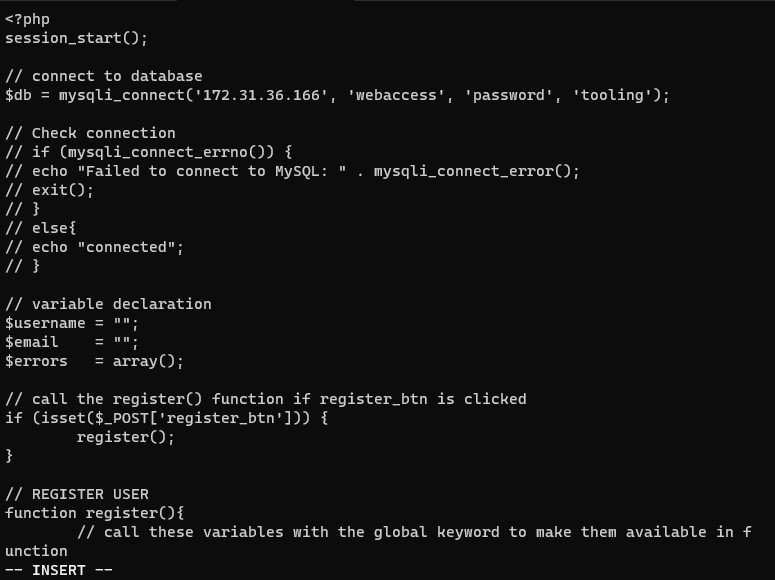 <?php
session_start();

// connect to database
$db = mysqli_connect('172.31.36.166', 'webaccess', 'password', 'tooling');

// Check connection
// if (mysqli_connect_errno()) {
// echo "Failed to connect to MySQL: " . mysqli_connect_error();
// exit();
// }
// else{
// echo "connected";
// }

// variable declaration
$username = "";
$email    = "";
$errors   = array();

// call the register() function if register_btn is clicked
if (isset($_POST['register_btn'])) {
        register();
}

// REGISTER USER
function register(){
        // call these variables with the global keyword to make them available in f
unction
-- INSERT --